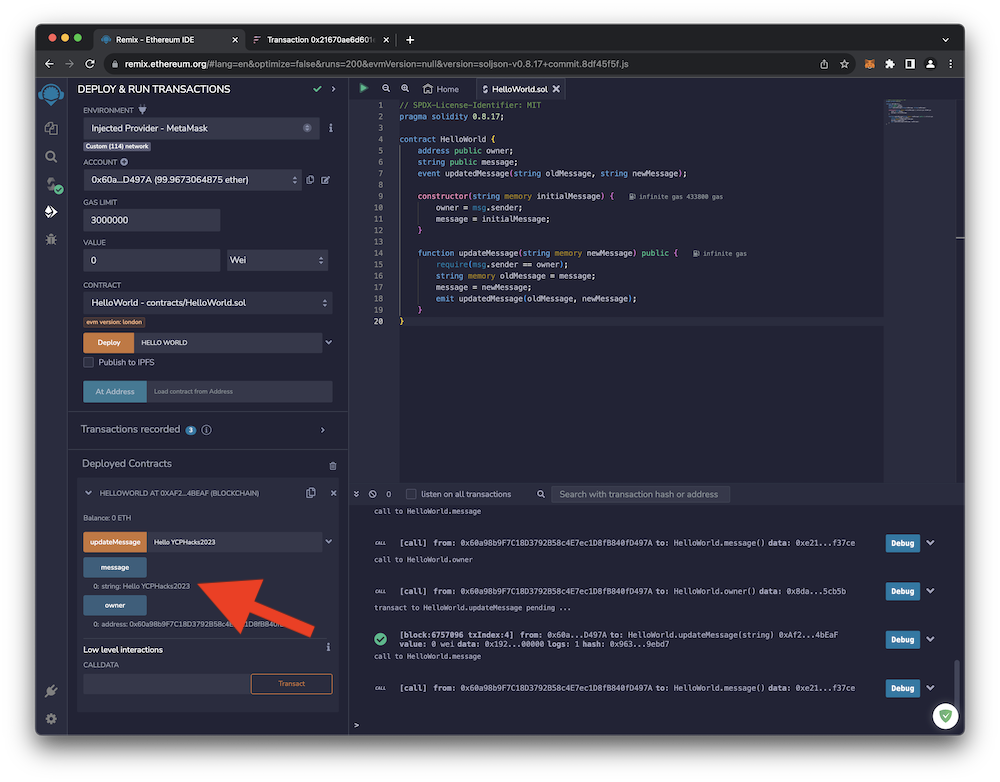 Remix - Ethereum IDE
Transaction 0x21670ae6d601
remix.ethereum.org/#lang=en&optimize=false&runs=200&evmVersion=null&version=soljson-v0.8.17+commit.8df45f5f.js
DEPLOY & RUN TRANSACTIONS
ENVIRONMENT
Injected Provider - MetaMask
Custom (114) network
ACCOUNT
0x60a...D497A (99.9673064875 ether)
GAS LIMIT
3000000
VALUE
0
Wei
CONTRACT
HelloWorld - contracts/HelloWorld.sol
evm version: london
Deploy
HELLO WORLD
Publish to IPFS
At Address
Load contract from Address
Transactions recorded 3
Deployed Contracts
HELLOWORLD AT 0XAF2...4BEAF (BLOCKCHAIN)
Balance: 0 ETH
updateMessage
Hello YCPHacks2023
message
0: string: Hello YCPHacks2023
owner
0: address: 0x60a98b9F7C18D3792B58c4E7ec1D8fB840fD
Low level interactions
CALLDATA
Transact
Home
HelloWorld.sol
1 // SPDX-License-Identifier: MIT
2 pragma solidity 0.8.17;
3
4 contract HelloWorld {
5 address public owner;
6 string public message;
7 event updatedMessage(string oldMessage, string newMessage);
8
9 constructor(string memory initialMessage) { infinite gas 433800 gas
10 owner = msg.sender;
11 message = initialMessage;
12 }
13
14 function updateMessage(string memory newMessage) public { infinite gas
15 require(msg.sender == owner);
16 string memory oldMessage = message;
17 message = newMessage;
18 emit updatedMessage(oldMessage, newMessage);
19 }
20 }
0
listen on all transactions
Search with transaction hash or address
call to HelloWorld.message
CALL [call] from: 0x60a98b9F7C18D3792B58c4E7ec1D8fB840fD497A to: HelloWorld.message() data: 0xe21...f37ce
Debug
call to HelloWorld.owner
CALL [call] from: 0x60a98b9F7C18D3792B58c4E7ec1D8fB840fD497A to: HelloWorld.owner() data: 0x8da...5cb5b
Debug
transact to HelloWorld.updateMessage pending ...
[block:6757096 txIndex:4] from: 0x60a...D497A to: HelloWorld.updateMessage(string) 0xAf2...4bEaF
value: 0 wei data: 0x192...00000 logs: 1 hash: 0x963...9ebd7
Debug
call to HelloWorld.message
CALL [call] from: 0x60a98b9F7C18D3792B58c4E7ec1D8fB840fD497A to: HelloWorld.message() data: 0xe21...f37ce
Debug
>